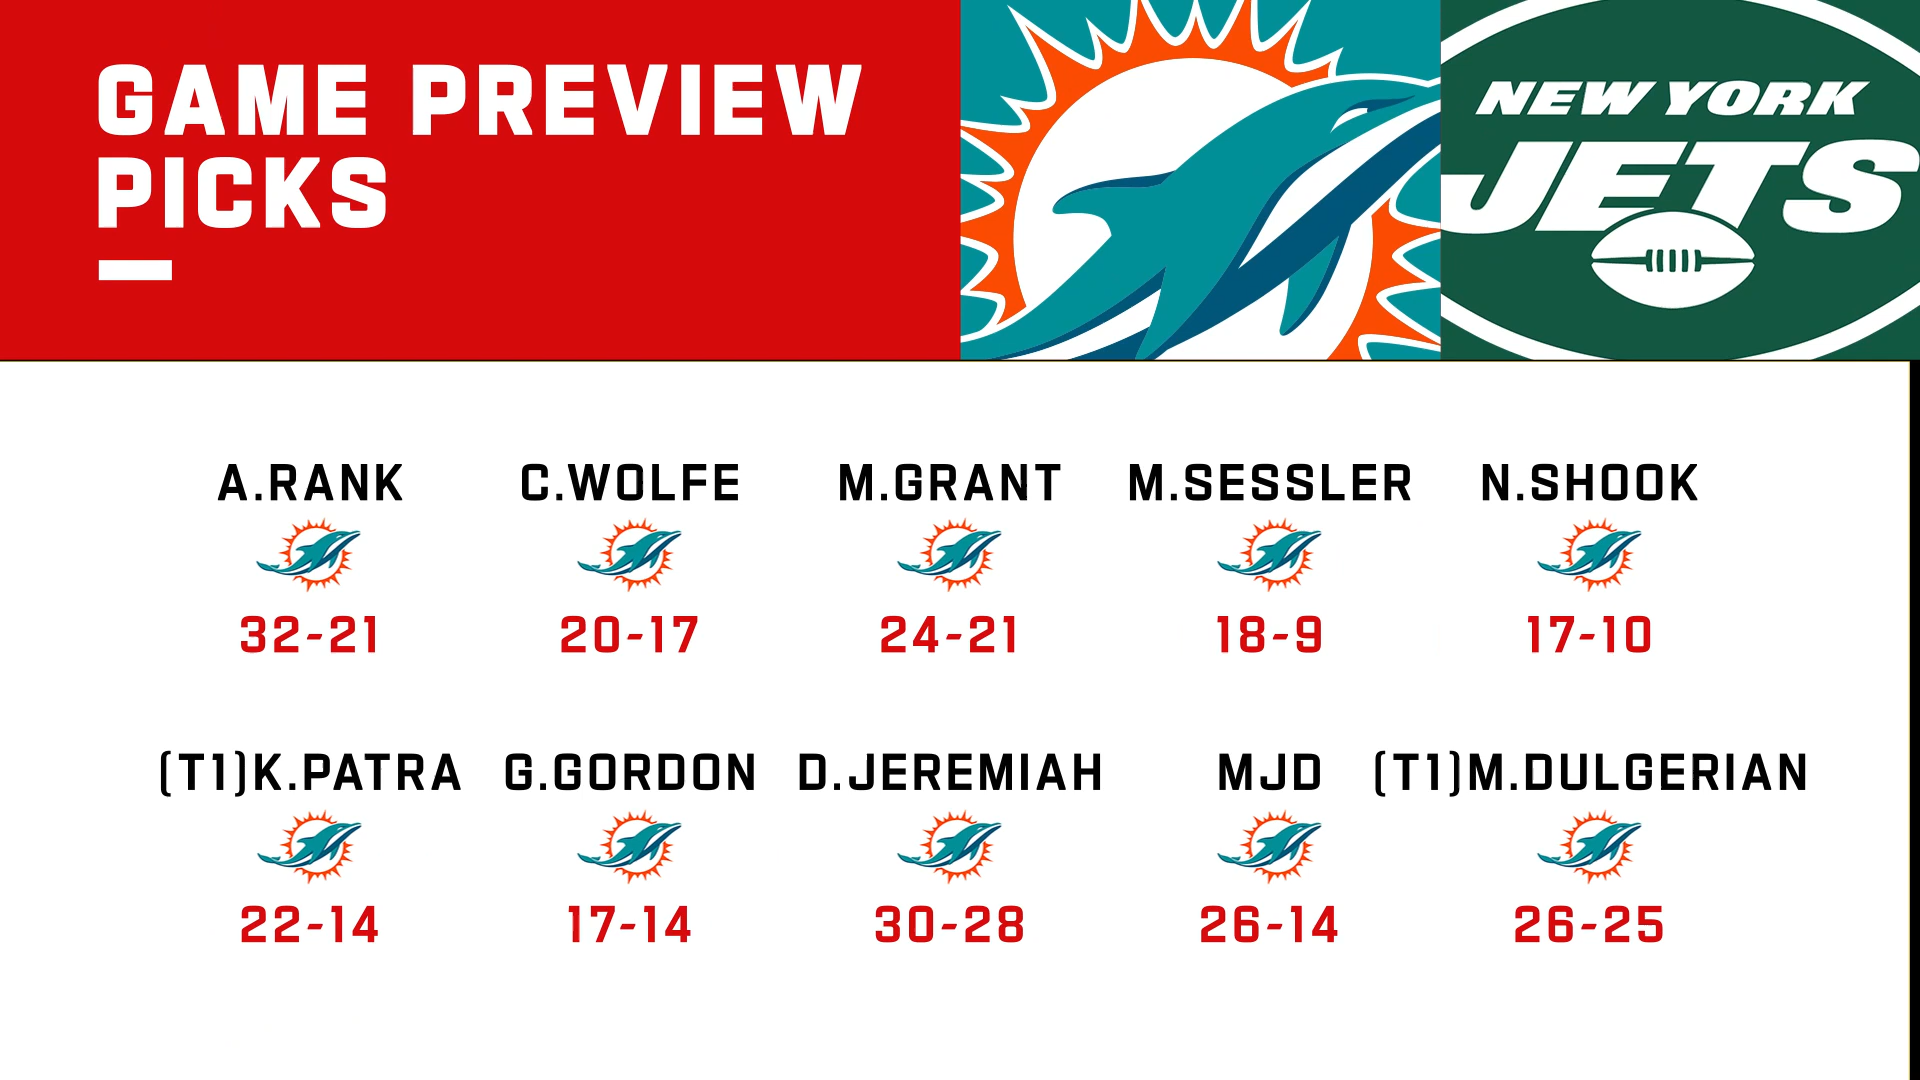 GAME PREVIEW
PICKS
NEW YORK
JETS
A.RANK C.WOLFE M.GRANT M.SESSLER N.SHOOK
32-21 20-17 24-21 18-9 17-10
(T1)K.PATRA G.GORDON D.JEREMIAH MJD (T1)M.DULGERIAN
22-14 17-14 30-28 26-14 26-25